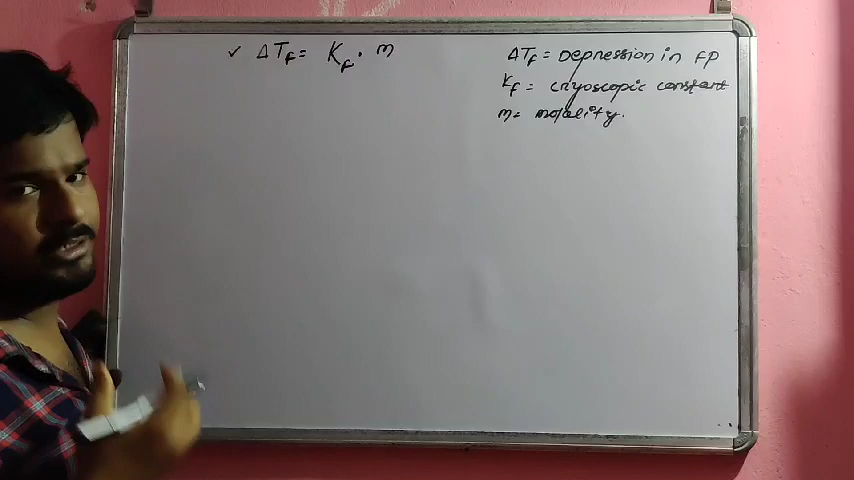 ✓ ΔTf = Kf · m
ΔTf = Depression in FP
Kf = cryoscopic constant
m = molality.